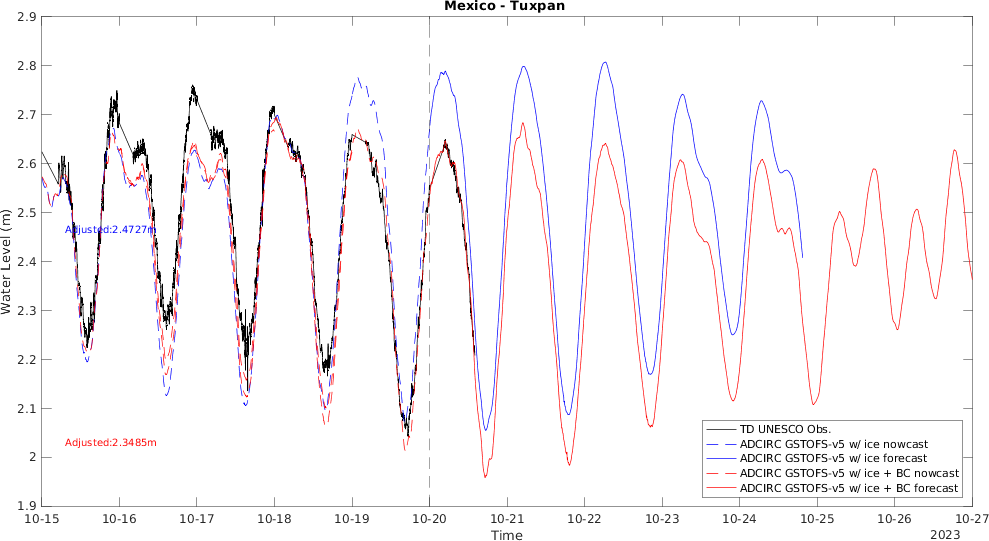 Mexico - Tuxpan
2.9
2.8
2.7
2.6
2.5
2.4
2.3
2.2
2.1
2
1.9
Water Level (m)
Adjusted:2.4727m
Adjusted:2.3485m
TD UNESCO Obs.
ADCIRC GSTOFS-v5 w/ ice nowcast
ADCIRC GSTOFS-v5 w/ ice forecast
ADCIRC GSTOFS-v5 w/ ice + BC nowcast
ADCIRC GSTOFS-v5 w/ ice + BC forecast
10-15 10-16 10-17 10-18 10-19 10-20 10-21 10-22 10-23 10-24 10-25 10-26 10-27
Time
2023